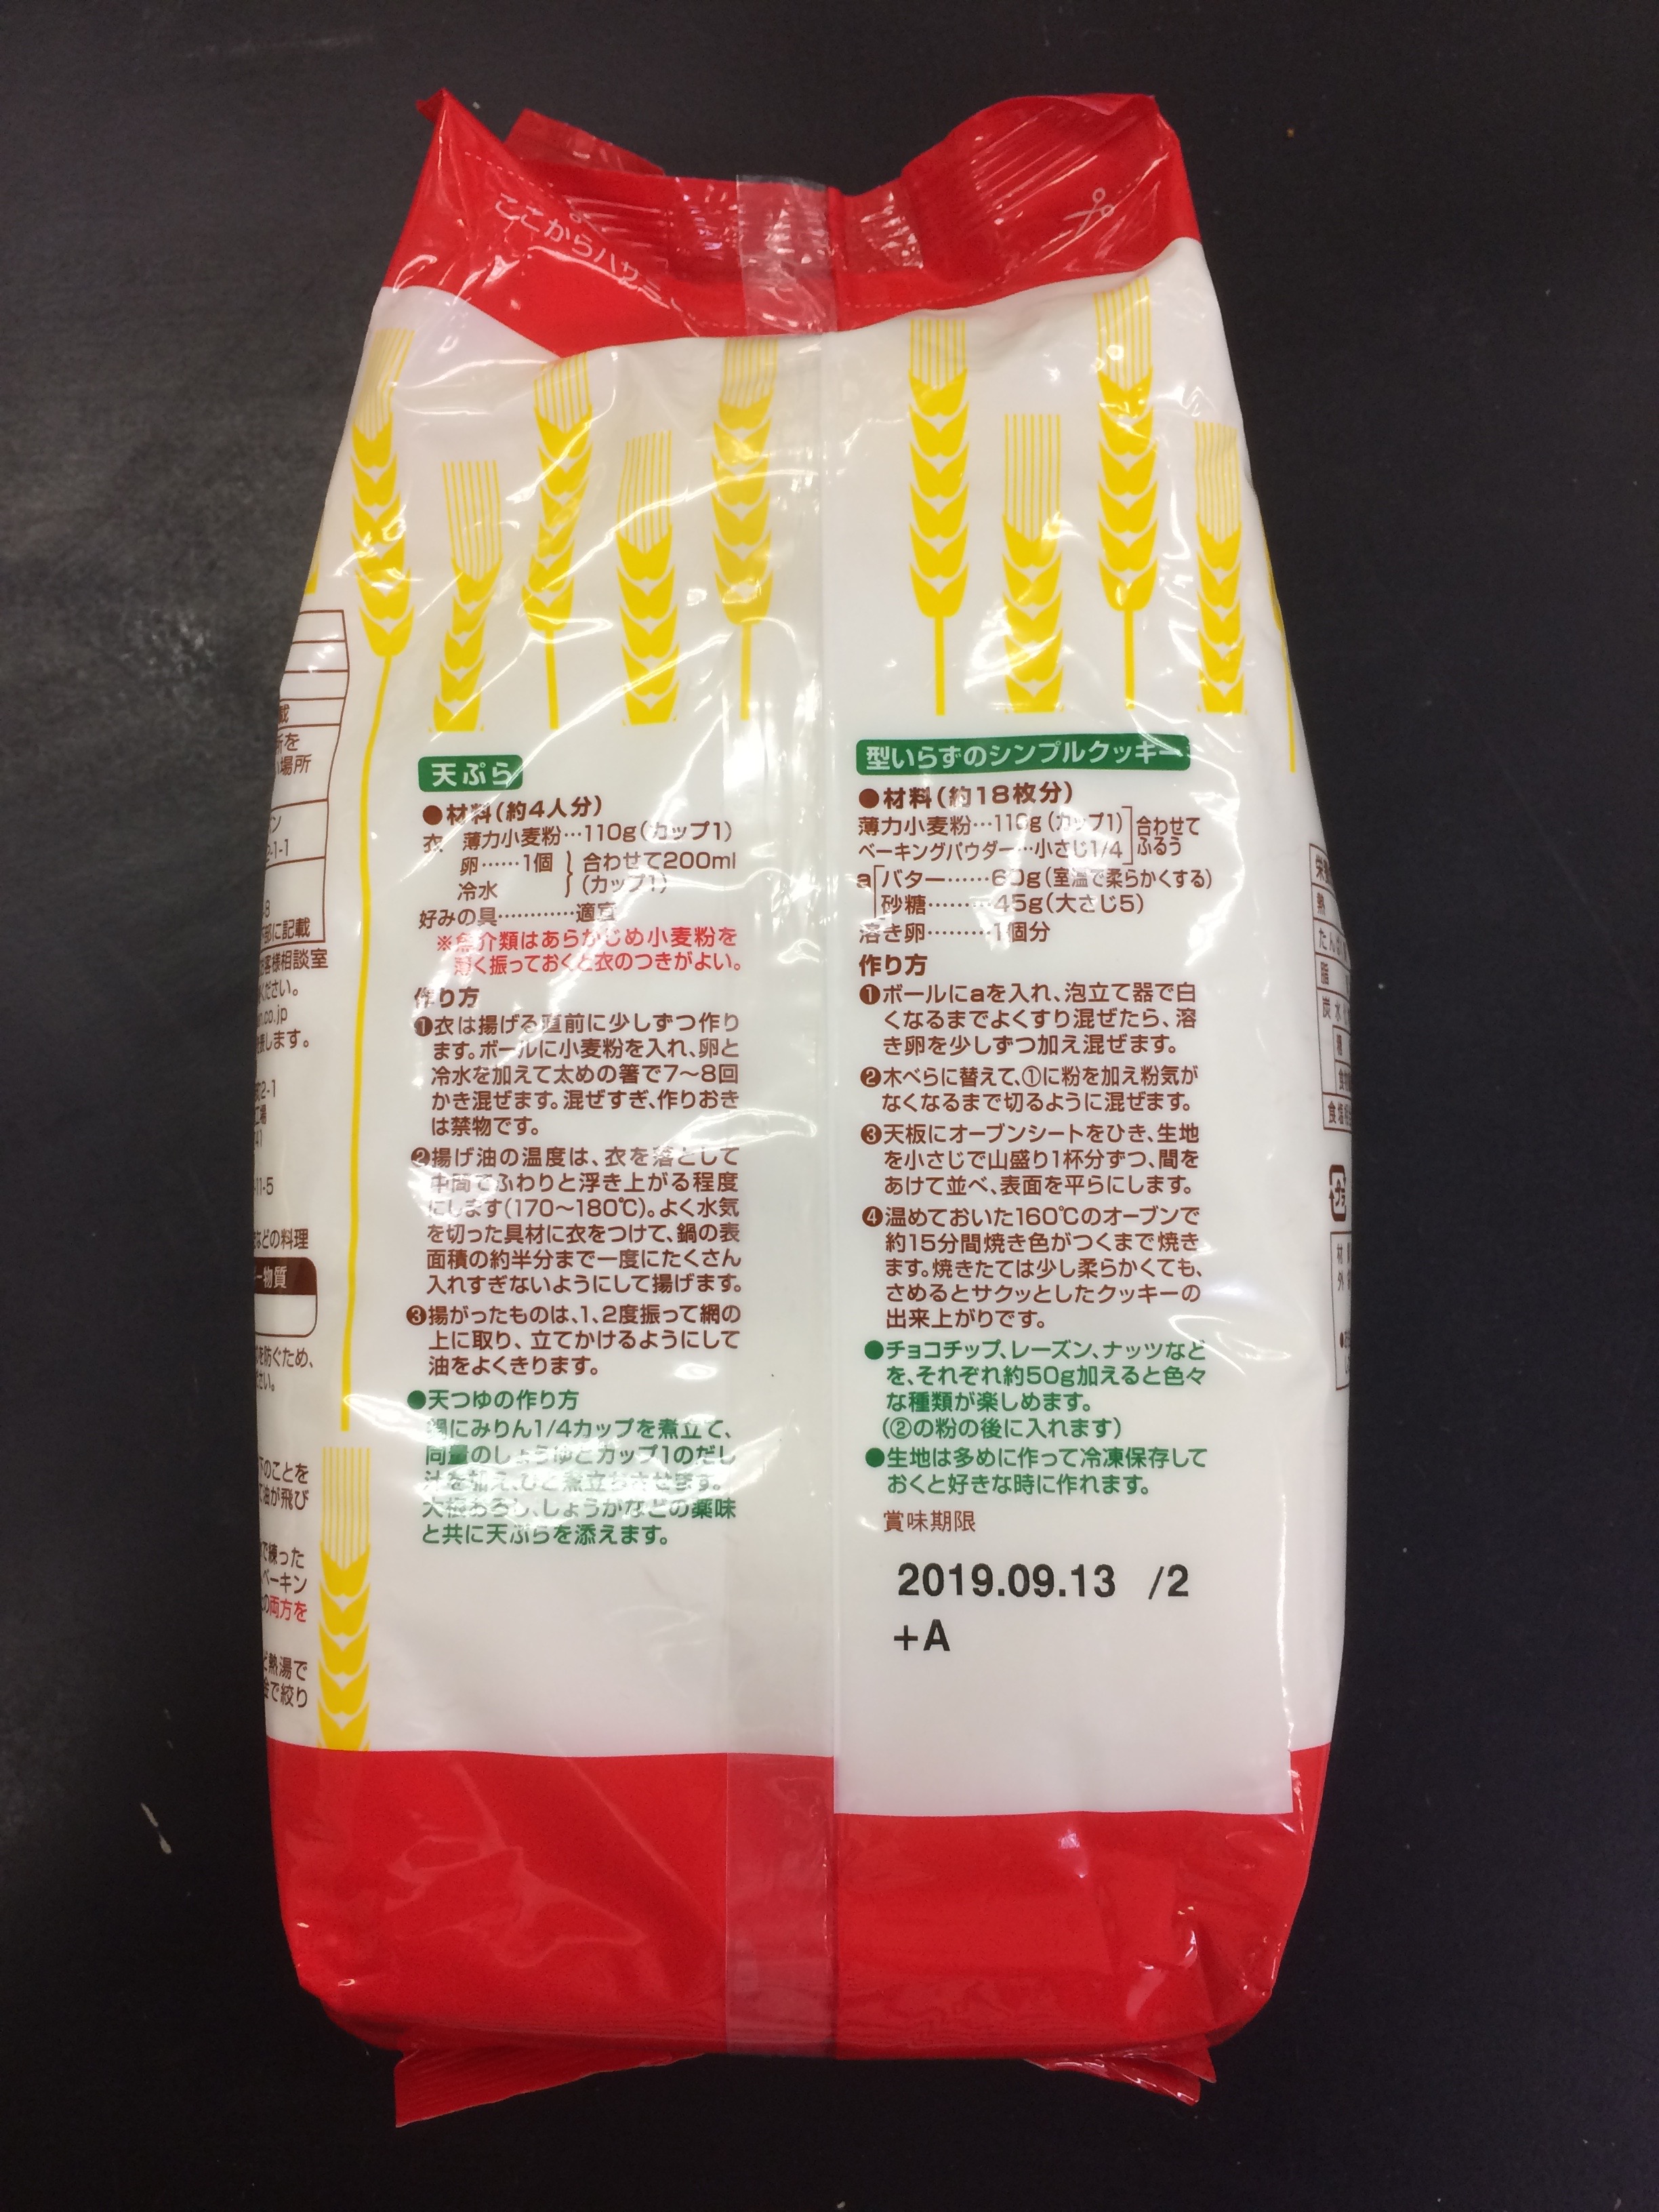 ここからハサミ
天ぷら
●材料(約4人分)
衣 薄力小麦粉…110g(カップ1)
卵……1個 合わせて200ml
冷水 (カップ1)
好みの具…………適宜
※魚介類はあらかじめ小麦粉を
薄く振っておくと衣のつきがよい。
作り方
❶衣は揚げる直前に少しずつ作り
ます。ボールに小麦粉を入れ、卵と
冷水を加えて太めの箸で7〜8回
かき混ぜます。混ぜすぎ、作りおき
は禁物です。
❷揚げ油の温度は、衣を落として
中間でふわりと浮き上がる程度
にします(170〜180℃)。よく水気
を切った具材に衣をつけて、鍋の表
面積の約半分まで一度にたくさん
入れすぎないようにして揚げます。
❸揚がったものは、1、2度振って網の
上に取り、立てかけるようにして
油をよくきります。
●天つゆの作り方
鍋にみりん1/4カップを煮立て、
同量のしょうゆとカップ1のだし
汁を加え、ひと煮立ちさせます。
大根おろし、しょうがなどの薬味
と共に天ぷらを添えます。
型いらずのシンプルクッキー
●材料(約18枚分)
薄力小麦粉…110g(カップ1) 合わせて
ベーキングパウダー…小さじ1/4 ふるう
a バター……60g(室温で柔らかくする)
砂糖………45g(大さじ5)
溶き卵………1個分
作り方
❶ボールにaを入れ、泡立て器で白
くなるまでよくすり混ぜたら、溶
き卵を少しずつ加え混ぜます。
❷木べらに替えて、①に粉を加え粉気が
なくなるまで切るように混ぜます。
❸天板にオーブンシートをひき、生地
を小さじで山盛り1杯分ずつ、間を
あけて並べ、表面を平らにします。
❹温めておいた160℃のオーブンで
約15分間焼き色がつくまで焼き
ます。焼きたては少し柔らかくても、
さめるとサクッとしたクッキーの
出来上がりです。
●チョコチップ、レーズン、ナッツなど
を、それぞれ約50g加えると色々
な種類が楽しめます。
(②の粉の後に入れます)
●生地は多めに作って冷凍保存して
おくと好きな時に作れます。
賞味期限
2019.09.13 /2
+A